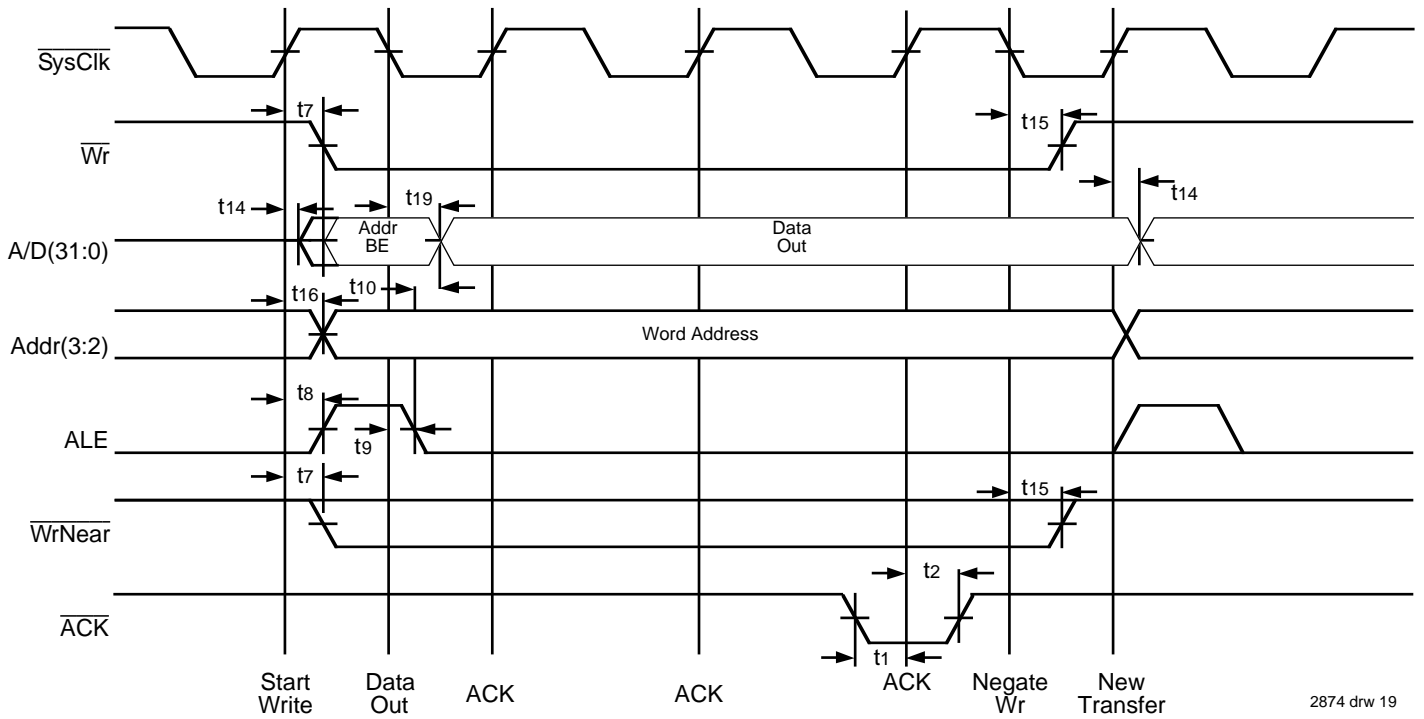 SysClk
t7
t15
Wr
t14
t19
t14
Addr
BE
Data
Out
A/D(31:0)
t16
t10
Word Address
Addr(3:2)
t8
t9
ALE
t7
t15
WrNear
t2
ACK
t1
Start
Write
Data
Out
ACK
ACK
ACK
Negate
Wr
New
Transfer
2874 drw 19